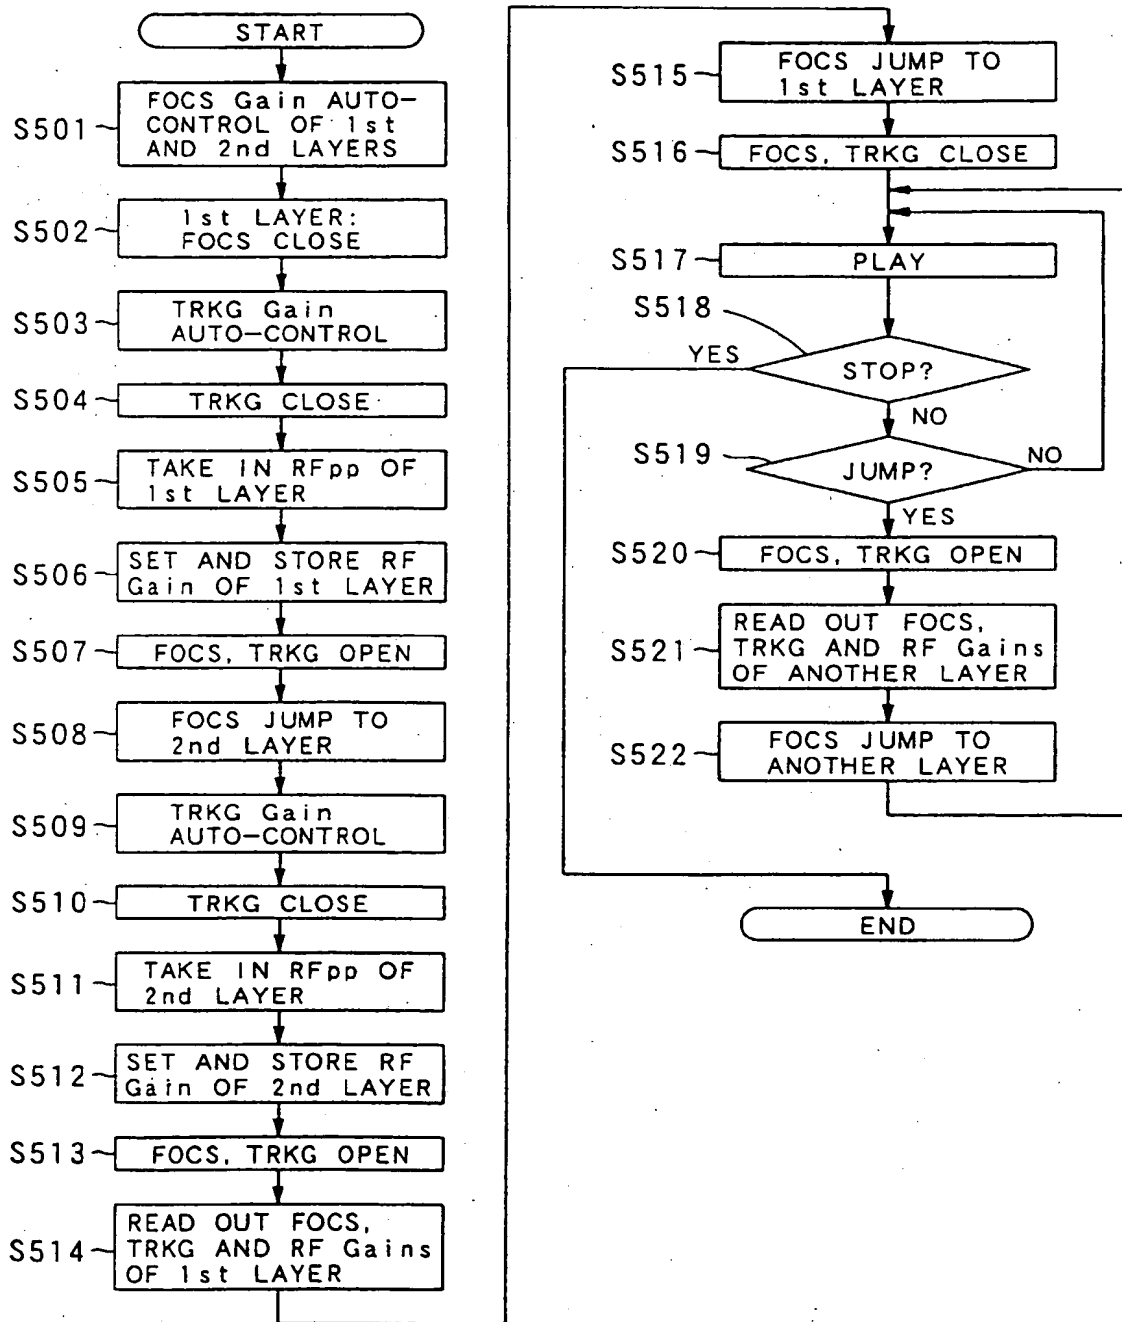 START
S501
FOCS Gain AUTO-
CONTROL OF 1st
AND 2nd LAYERS
S502
1st LAYER:
FOCS CLOSE
S503
TRKG Gain
AUTO-CONTROL
S504
TRKG CLOSE
S505
TAKE IN RFpp OF
1st LAYER
S506
SET AND STORE RF
Gain OF 1st LAYER
S507
FOCS, TRKG OPEN
S508
FOCS JUMP TO
2nd LAYER
S509
TRKG Gain
AUTO-CONTROL
S510
TRKG CLOSE
S511
TAKE IN RFpp OF
2nd LAYER
S512
SET AND STORE RF
Gain OF 2nd LAYER
S513
FOCS, TRKG OPEN
S514
READ OUT FOCS,
TRKG AND RF Gains
OF 1st LAYER
S515
FOCS JUMP TO
1st LAYER
S516
FOCS, TRKG CLOSE
S517
PLAY
S518
YES
STOP?
NO
S519
JUMP?
NO
YES
S520
FOCS, TRKG OPEN
S521
READ OUT FOCS,
TRKG AND RF Gains
OF ANOTHER LAYER
S522
FOCS JUMP TO
ANOTHER LAYER
END